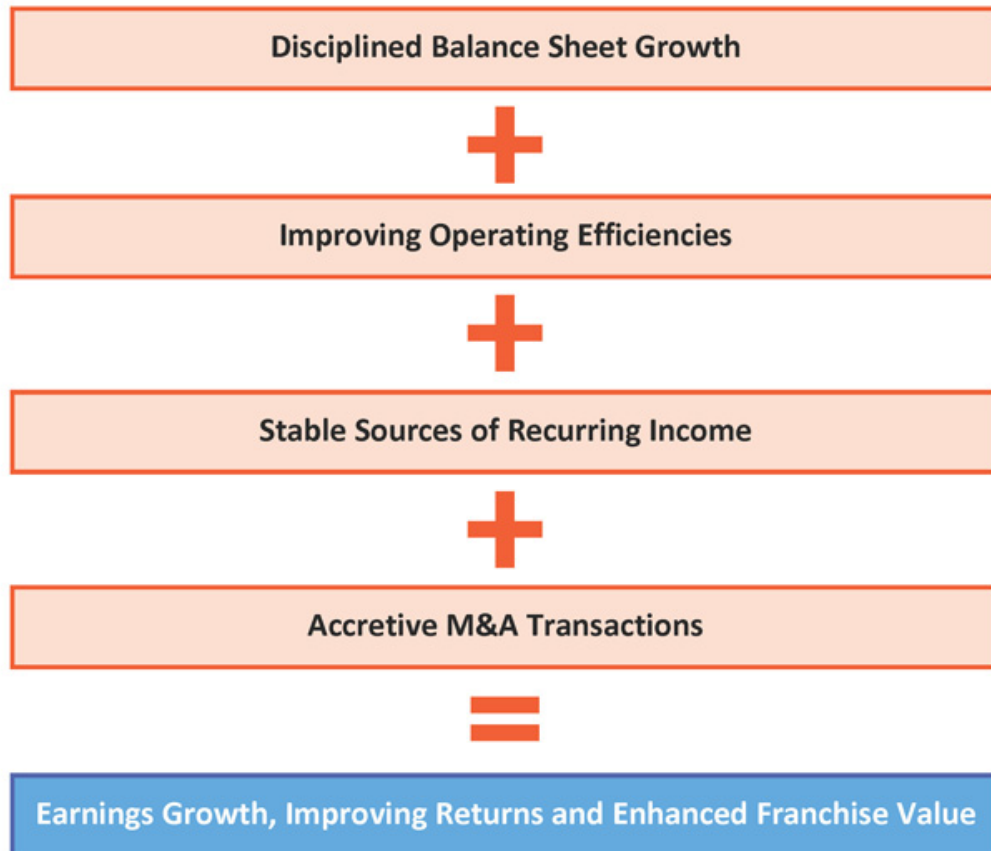 Disciplined Balance Sheet Growth
+
Improving Operating Efficiencies
+
Stable Sources of Recurring Income
+
Accretive M&A Transactions
=
Earnings Growth, Improving Returns and Enhanced Franchise Value